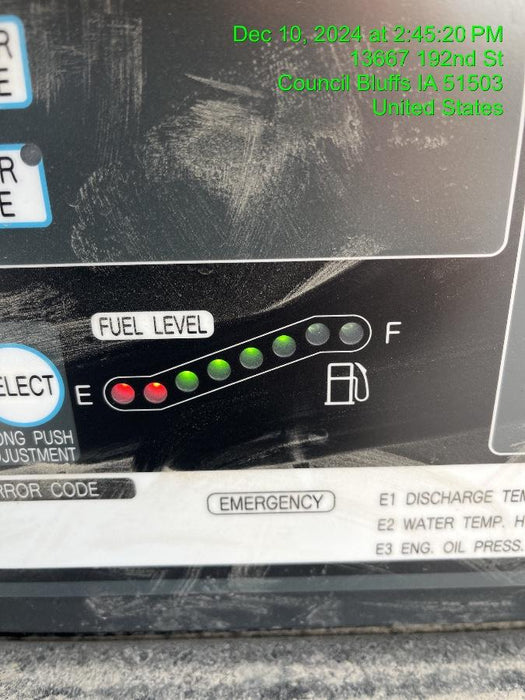 Dec 10, 2024 at 2:45:20 PM
13667 192nd St
Council Bluffs IA 51503
United States
R
E
R
E
FUEL LEVEL
F
E
ELECT
ONG PUSH
JUSTMENT
RROR CODE
EMERGENCY
E1 DISCHARGE TEM
E2 WATER TEMP. H
E3 ENG. OIL PRESS.